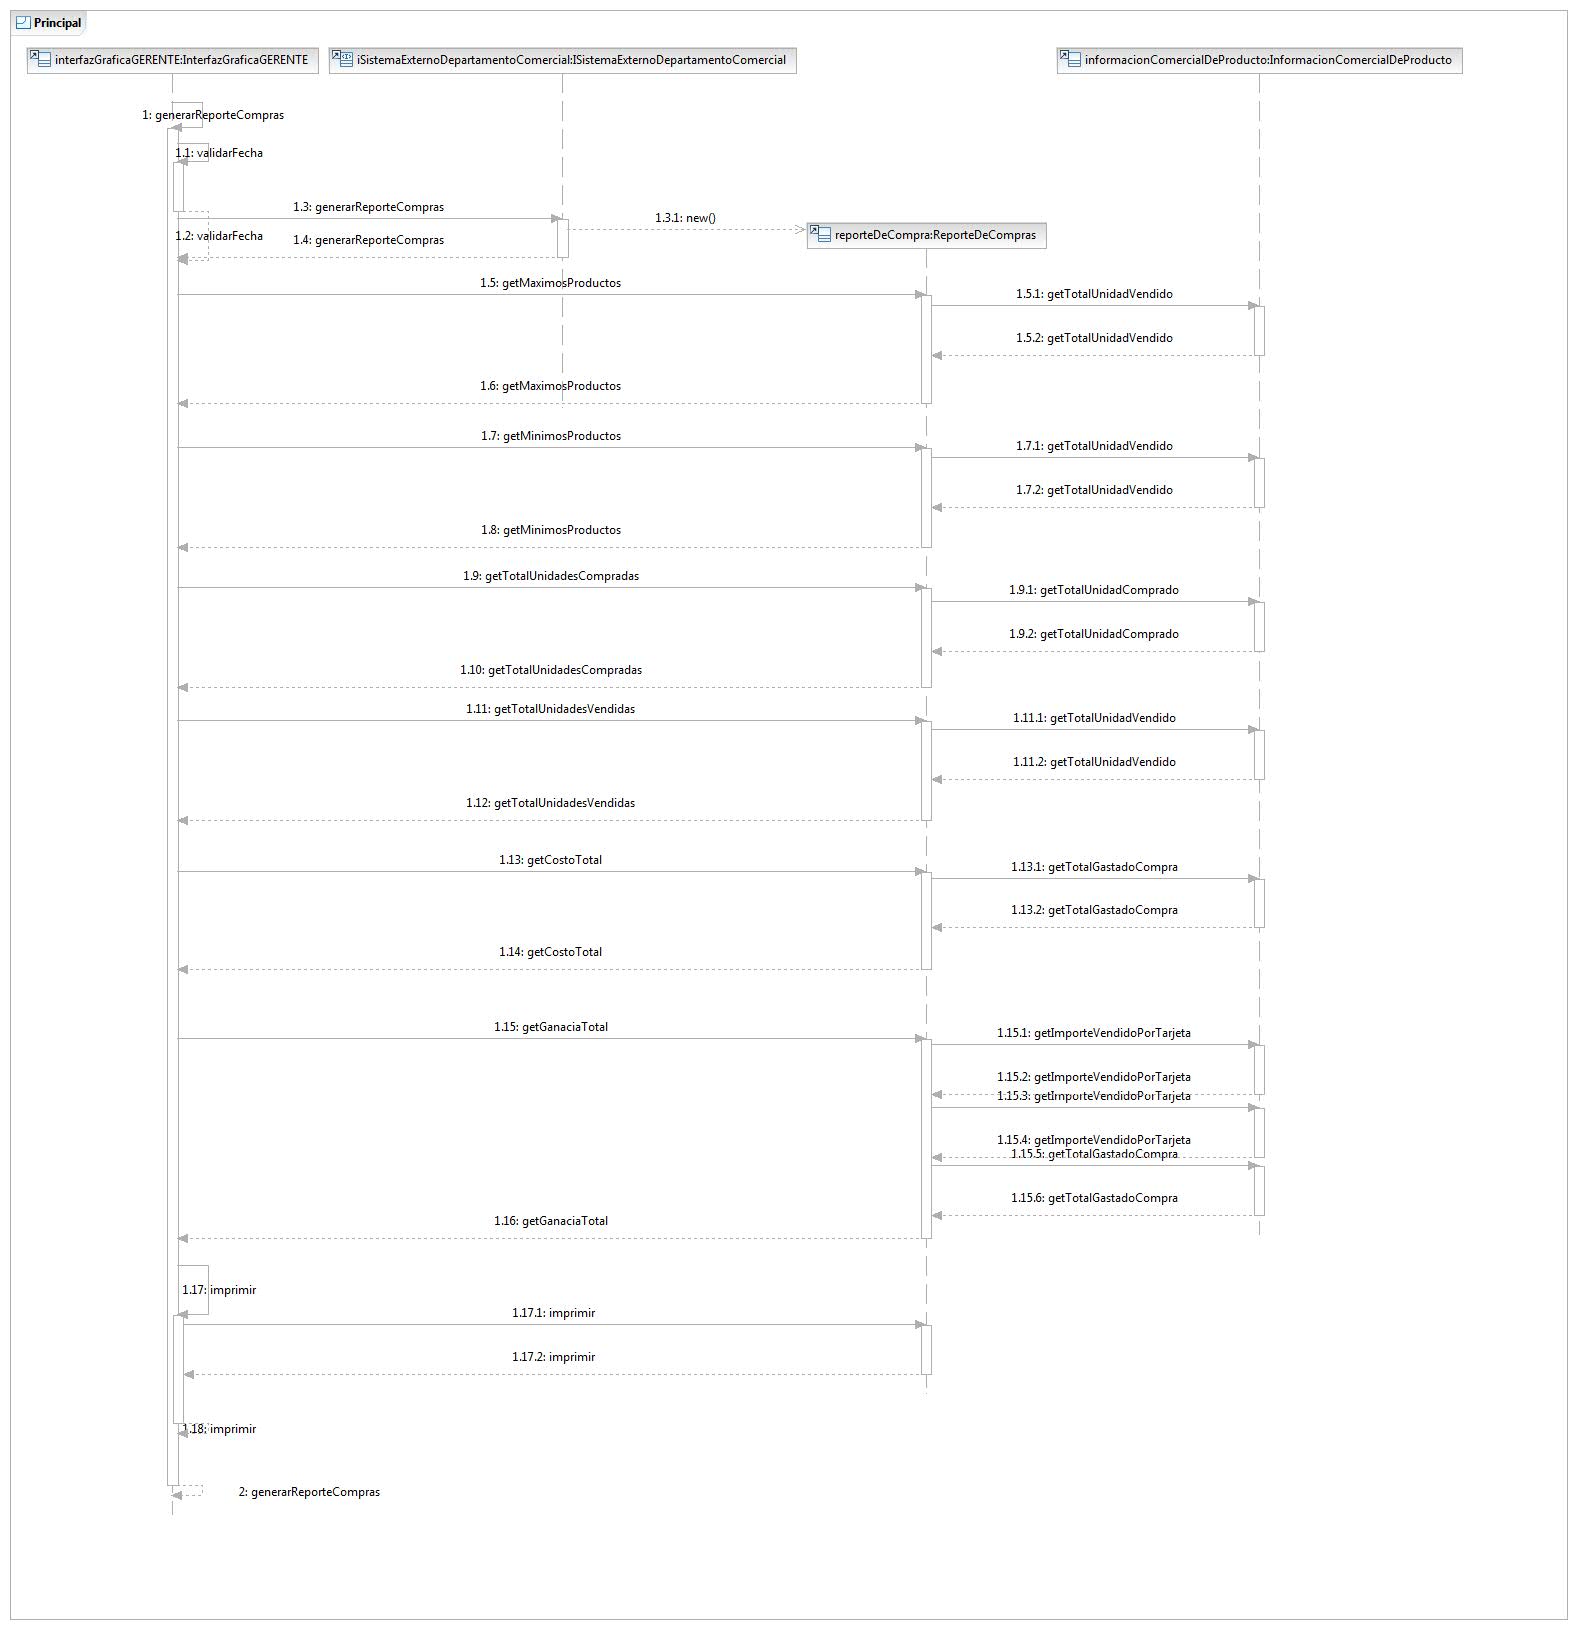 Principal
interfazGraficaGERENTE:InterfazGraficaGERENTE
iSistemaExternoDepartamentoComercial:ISistemaExternoDepartamentoComercial
informacionComercialDeProducto:InformacionComercialDeProducto
1: generarReporteCompras
1.1: validarFecha
1.3: generarReporteCompras
1.3.1: new()
1.2: validarFecha
1.4: generarReporteCompras
reporteDeCompra:ReporteDeCompras
1.5: getMaximosProductos
1.5.1: getTotalUnidadVendido
1.5.2: getTotalUnidadVendido
1.6: getMaximosProductos
1.7: getMinimosProductos
1.7.1: getTotalUnidadVendido
1.7.2: getTotalUnidadVendido
1.8: getMinimosProductos
1.9: getTotalUnidadesCompradas
1.9.1: getTotalUnidadComprado
1.9.2: getTotalUnidadComprado
1.10: getTotalUnidadesCompradas
1.11: getTotalUnidadesVendidas
1.11.1: getTotalUnidadVendido
1.11.2: getTotalUnidadVendido
1.12: getTotalUnidadesVendidas
1.13: getCostoTotal
1.13.1: getTotalGastadoCompra
1.13.2: getTotalGastadoCompra
1.14: getCostoTotal
1.15: getGanaciaTotal
1.15.1: getImporteVendidoPorTarjeta
1.15.2: getImporteVendidoPorTarjeta
1.15.3: getImporteVendidoPorTarjeta
1.15.4: getImporteVendidoPorTarjeta
1.15.5: getTotalGastadoCompra
1.15.6: getTotalGastadoCompra
1.16: getGanaciaTotal
1.17: imprimir
1.17.1: imprimir
1.17.2: imprimir
1.18: imprimir
2: generarReporteCompras